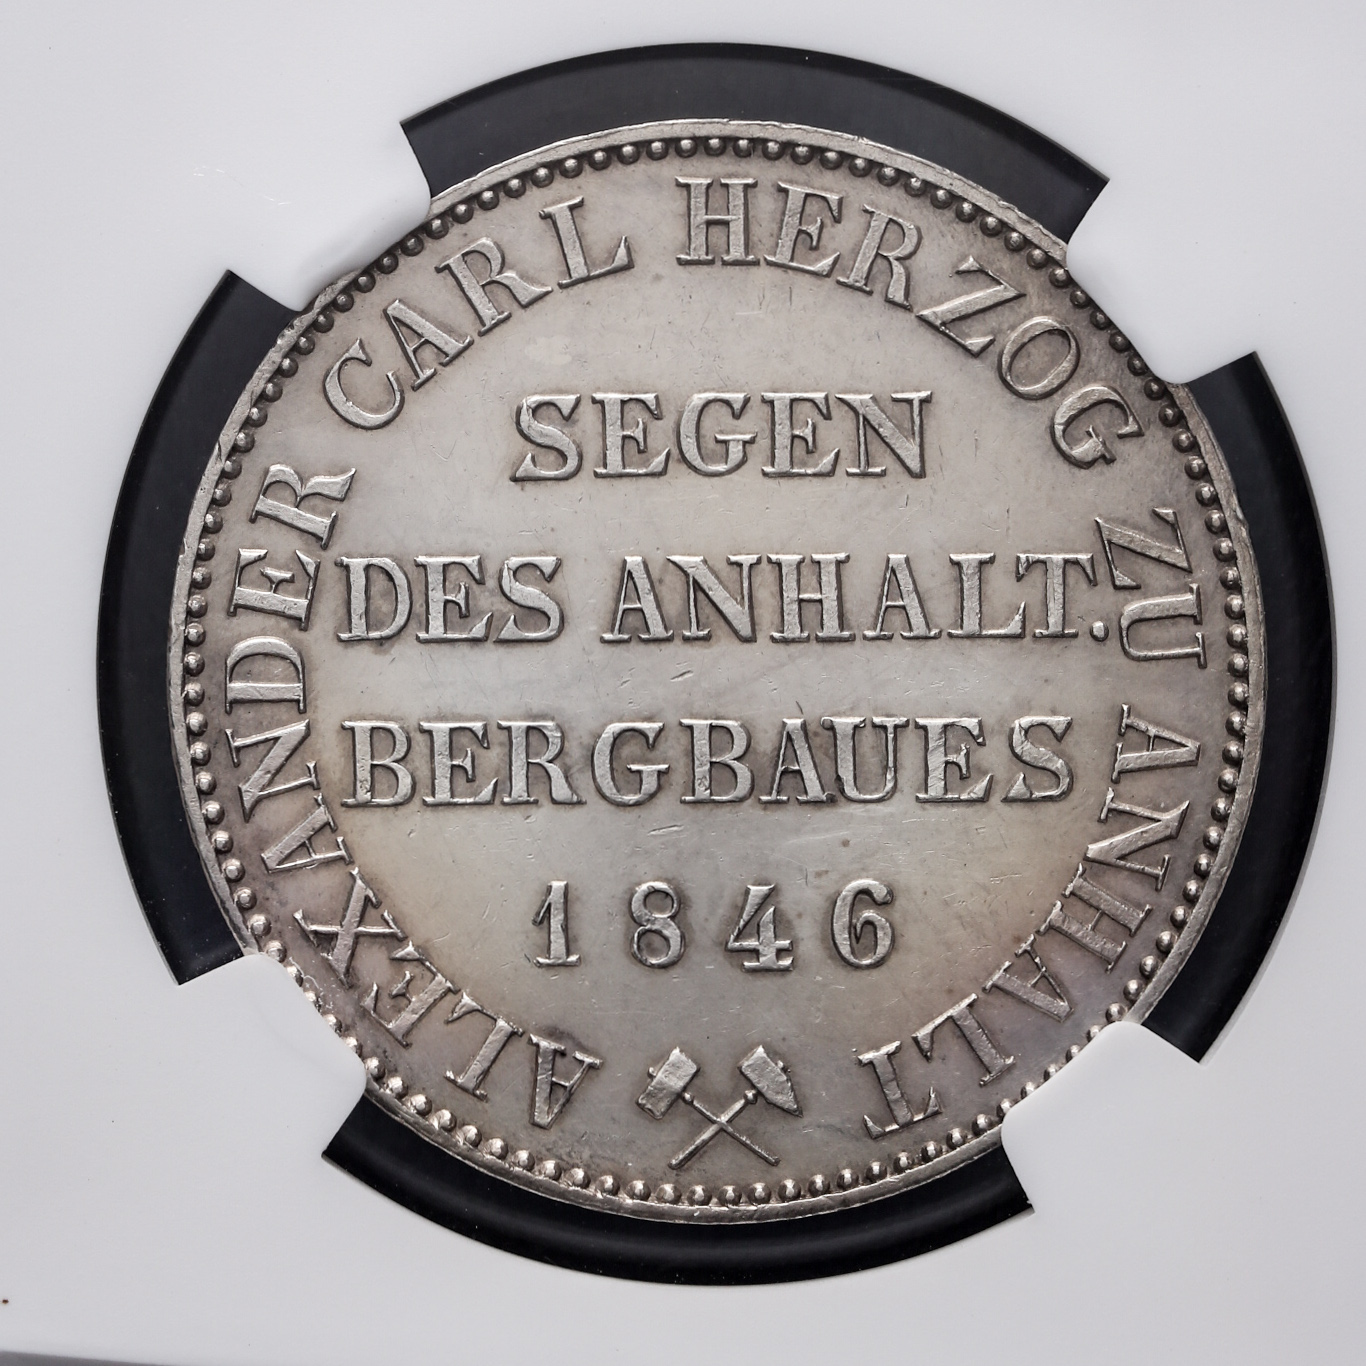 ALEXANDER CARL HERZOG ZU ANHALT
SEGEN
DES ANHALT.
BERGBAUES
1846